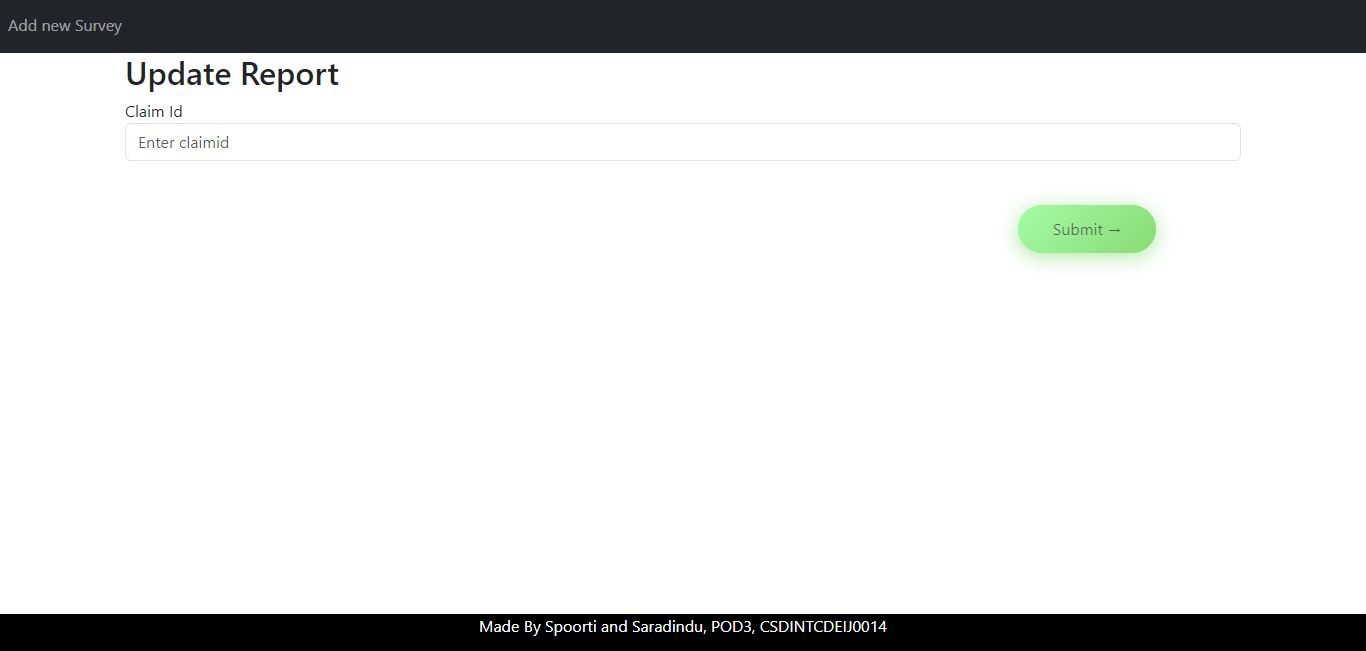 Add new Survey
Update Report
Claim Id
Enter claimid
Submit →
Made By Spoorti and Saradindu, POD3, CSDINTCDEIJ0014